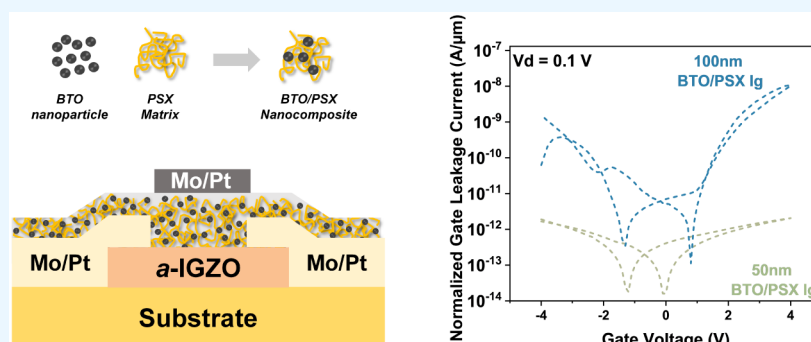 BTO
nanoparticle
PSX
Matrix
BTO/PSX
Nanocomposite
Mo/Pt
Mo/Pt
a-IGZO
Mo/Pt
Substrate
Normalized Gate Leakage Current (A/μm)
10-7
10-8
10-9
10-10
10-11
10-12
10-13
10-14
Vd = 0.1 V
100nm
BTO/PSX Ig
50nm
BTO/PSX Ig
-4
-2
0
2
4
Gate Voltage (V)